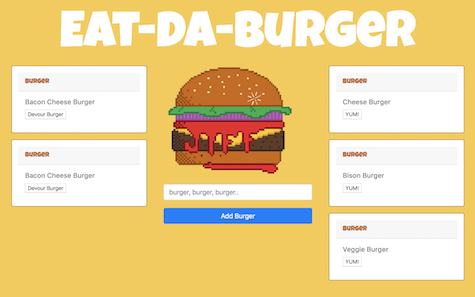 EAT-DA-BURGER
BURGER
Bacon Cheese Burger
Devour Burger
BURGER
Bacon Cheese Burger
Devour Burger
burger, burger, burger..
Add Burger
BURGER
Cheese Burger
YUM!
BURGER
Bison Burger
YUM!
BURGER
Veggie Burger
YUM!